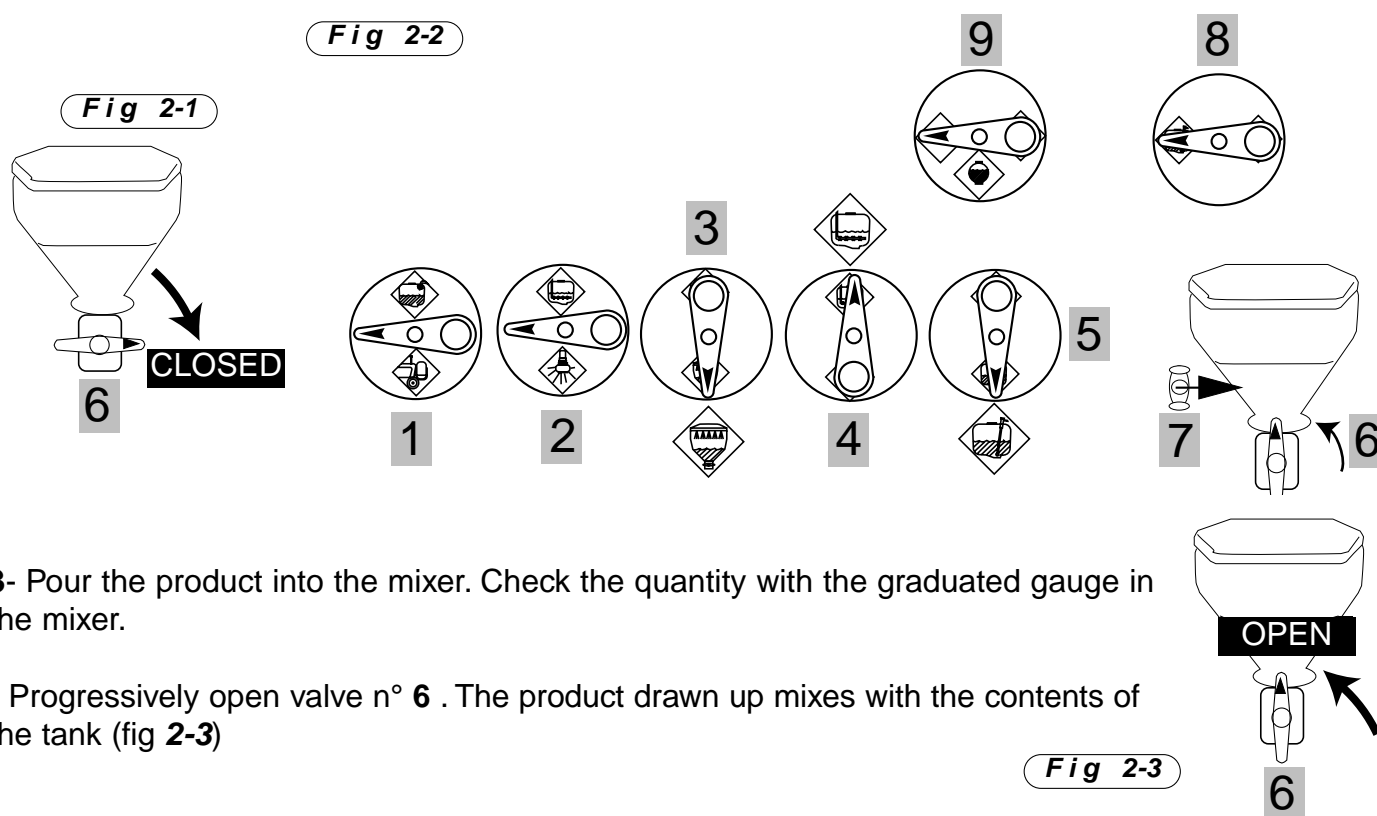 Fig 2-2
9
8
Fig 2-1
3
5
CLOSED
6
1
2
4
7
6
3- Pour the product into the mixer. Check the quantity with the graduated gauge in
he mixer.
OPEN
Progressively open valve n° 6 . The product drawn up mixes with the contents of
he tank (fig 2-3)
Fig 2-3
6